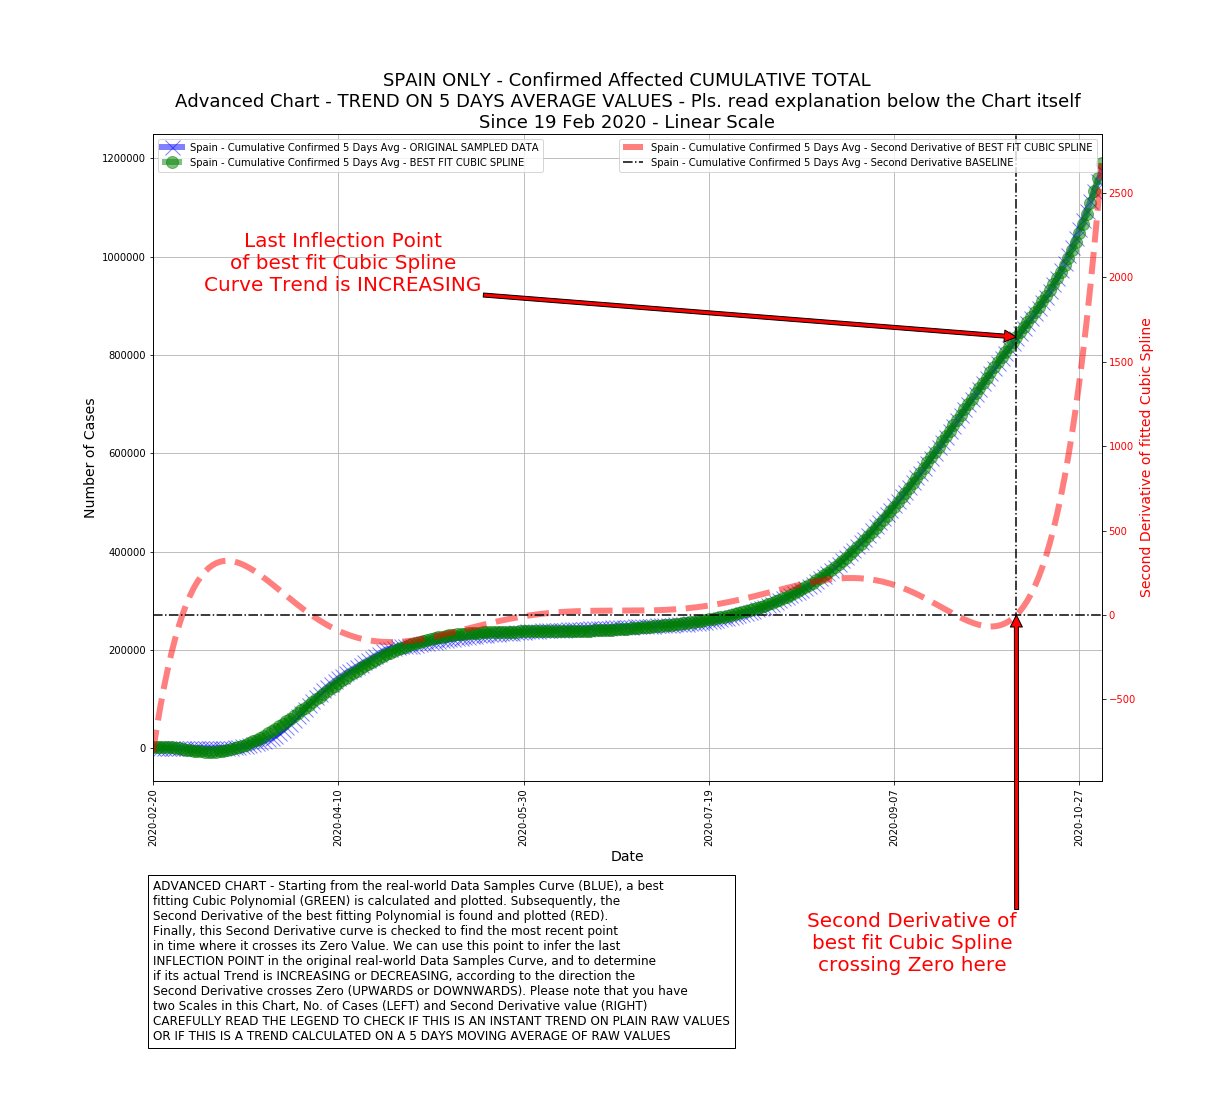 SPAIN ONLY - Confirmed Affected CUMULATIVE TOTAL
Advanced Chart - TREND ON 5 DAYS AVERAGE VALUES - Pls. read explanation below the Chart itself
Since 19 Feb 2020 - Linear Scale
Spain - Cumulative Confirmed 5 Days Avg - ORIGINAL SAMPLED DATA
Spain - Cumulative Confirmed 5 Days Avg - BEST FIT CUBIC SPLINE
Spain - Cumulative Confirmed 5 Days Avg - Second Derivative of BEST FIT CUBIC SPLINE
Spain - Cumulative Confirmed 5 Days Avg - Second Derivative BASELINE
Last Inflection Point
of best fit Cubic Spline
Curve Trend is INCREASING
Number of Cases
1200000
1000000
800000
600000
400000
200000
0
2500
2000
1500
1000
500
0
−500
Second Derivative of fitted Cubic Spline
2020-02-20
2020-04-10
2020-05-30
2020-07-19
2020-09-07
2020-10-27
Date
Second Derivative of
best fit Cubic Spline
crossing Zero here
ADVANCED CHART - Starting from the real-world Data Samples Curve (BLUE), a best
fitting Cubic Polynomial (GREEN) is calculated and plotted. Subsequently, the
Second Derivative of the best fitting Polynomial is found and plotted (RED).
Finally, this Second Derivative curve is checked to find the most recent point
in time where it crosses its Zero Value. We can use this point to infer the last
INFLECTION POINT in the original real-world Data Samples Curve, and to determine
if its actual Trend is INCREASING or DECREASING, according to the direction the
Second Derivative crosses Zero (UPWARDS or DOWNWARDS). Please note that you have
two Scales in this Chart, No. of Cases (LEFT) and Second Derivative value (RIGHT)
CAREFULLY READ THE LEGEND TO CHECK IF THIS IS AN INSTANT TREND ON PLAIN RAW VALUES
OR IF THIS IS A TREND CALCULATED ON A 5 DAYS MOVING AVERAGE OF RAW VALUES